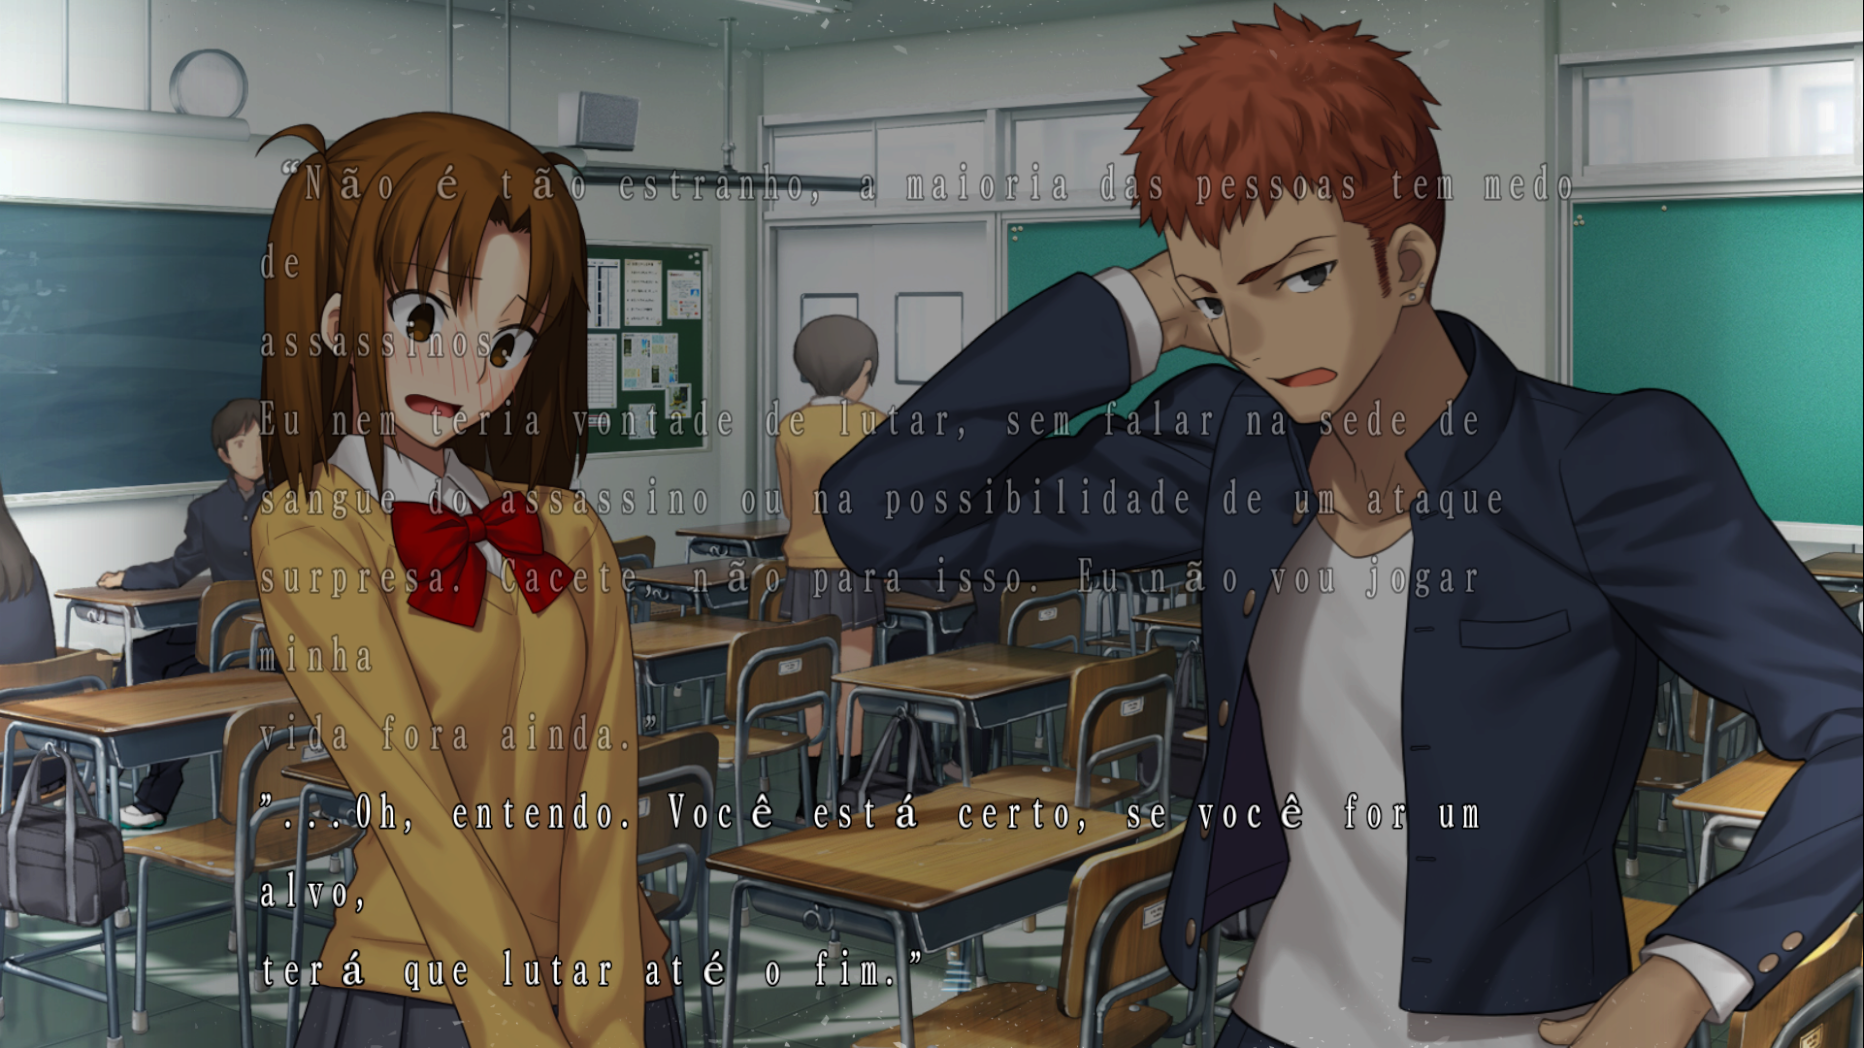 “Não é tão estranho, a maioria das pessoas tem medo
de
assassinos.
Eu nem teria vontade de lutar, sem falar na sede de
sangue do assassino ou na possibilidade de um ataque
surpresa. Cacete, não para isso. Eu não vou jogar
minha
vida fora ainda.”
”...Oh, entendo. Você está certo, se você for um
alvo,
terá que lutar até o fim.”